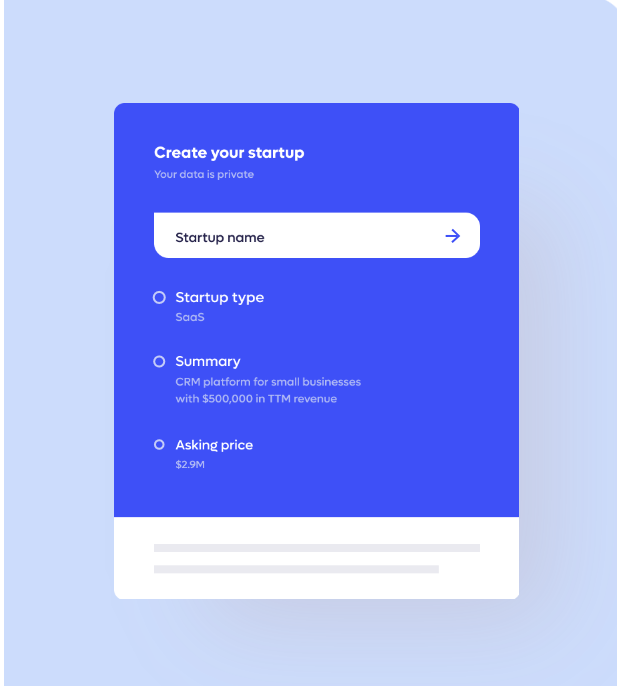 Create your startup
Your data is private
Startup name
Startup type
SaaS
Summary
CRM platform for small businesses
with $500,000 in TTM revenue
Asking price
$2.9M